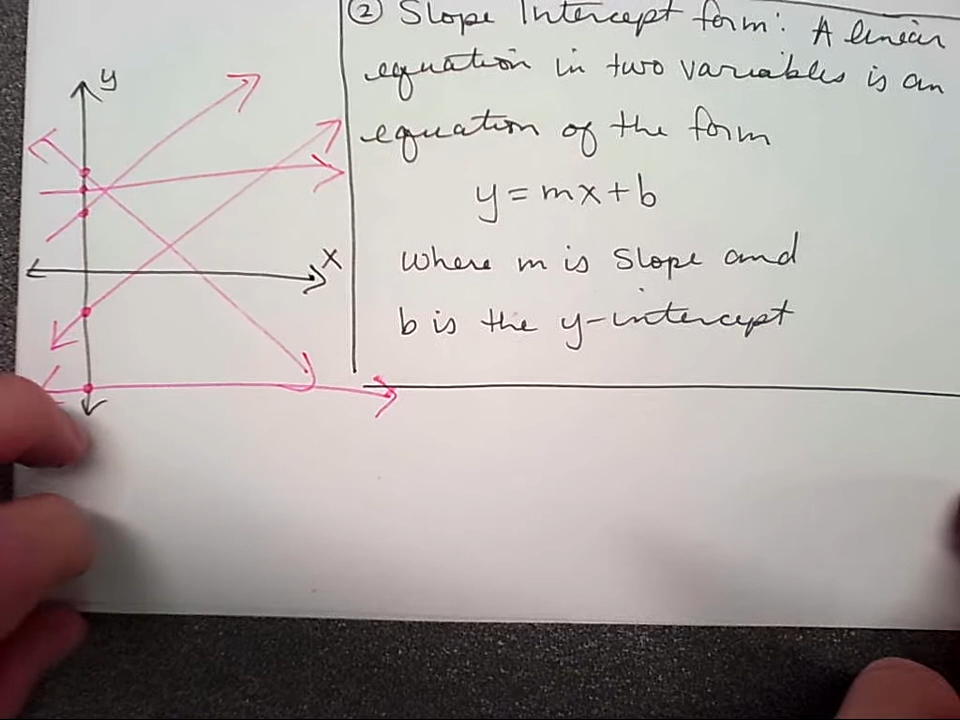 ② Slope Intercept form: A linear
equation in two variables is an
equation of the form
y = mx + b
where m is slope and
b is the y-intercept
y
x